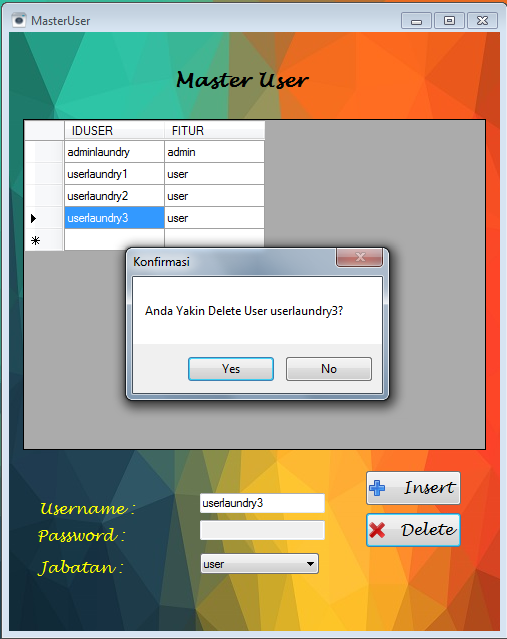 MasterUser
Master User
IDUSER FITUR
adminlaundry admin
userlaundry1 user
userlaundry2 user
userlaundry3 user
Konfirmasi
Anda Yakin Delete User userlaundry3?
Yes No
Username : userlaundry3
Insert
Password :
Delete
Jabatan : user